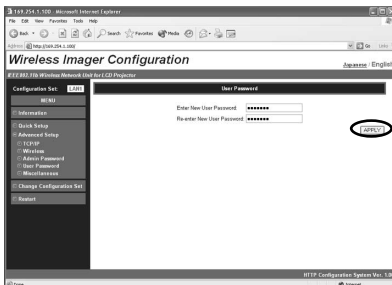 169.254.1.100 - Microsoft Internet Explorer
File Edit View Favorites Tools Help
Back Search Favorites Media
Address http://169.254.1.100/ Go Links
Wireless Imager Configuration
Japanese / English
IEEE802.11b Wireless Network Unit for LCD Projector
Configuration Set: LAN1
User Password
MENU
Information
Quick Setup
Advanced Setup
TCP/IP
Wireless
Admin Password
User Password
Miscellaneous
Change Configuration Set
Restart
Enter New User Password: •••••••
Re-enter New User Password: •••••••
APPLY
HTTP Configuration System Ver. 1.0
Done Internet